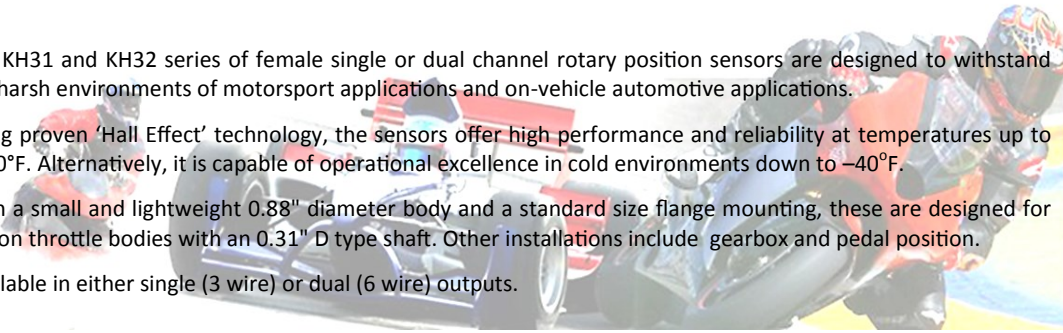 KH31 and KH32 series of female single or dual channel rotary position sensors are designed to withstand
harsh environments of motorsport applications and on-vehicle automotive applications.
proven 'Hall Effect' technology, the sensors offer high performance and reliability at temperatures up to
Alternatively, it is capable of operational excellence in cold environments down to –40°F.
a small and lightweight 0.88" diameter body and a standard size flange mounting, these are designed for
on throttle bodies with an 0.31" D type shaft. Other installations include gearbox and pedal position.
in either single (3 wire) or dual (6 wire) outputs.